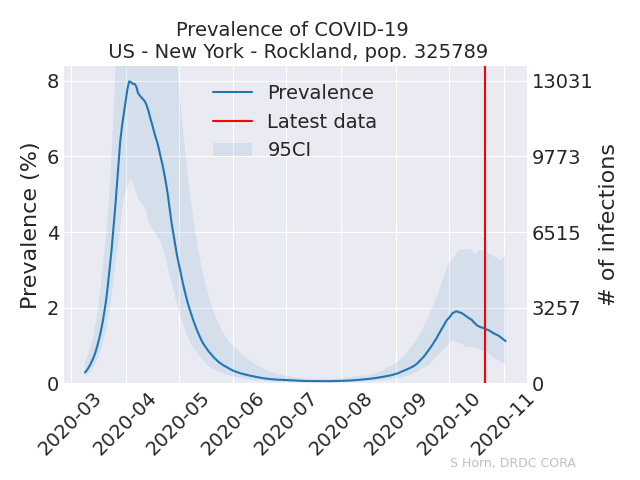 Prevalence of COVID-19
US - New York - Rockland, pop. 325789
Prevalence (%)
8
6
4
2
0
Prevalence
Latest data
95CI
13031
9773
6515
3257
0
# of infections
2020-03
2020-04
2020-05
2020-06
2020-07
2020-08
2020-09
2020-10
2020-11
S Horn, DRDC CORA